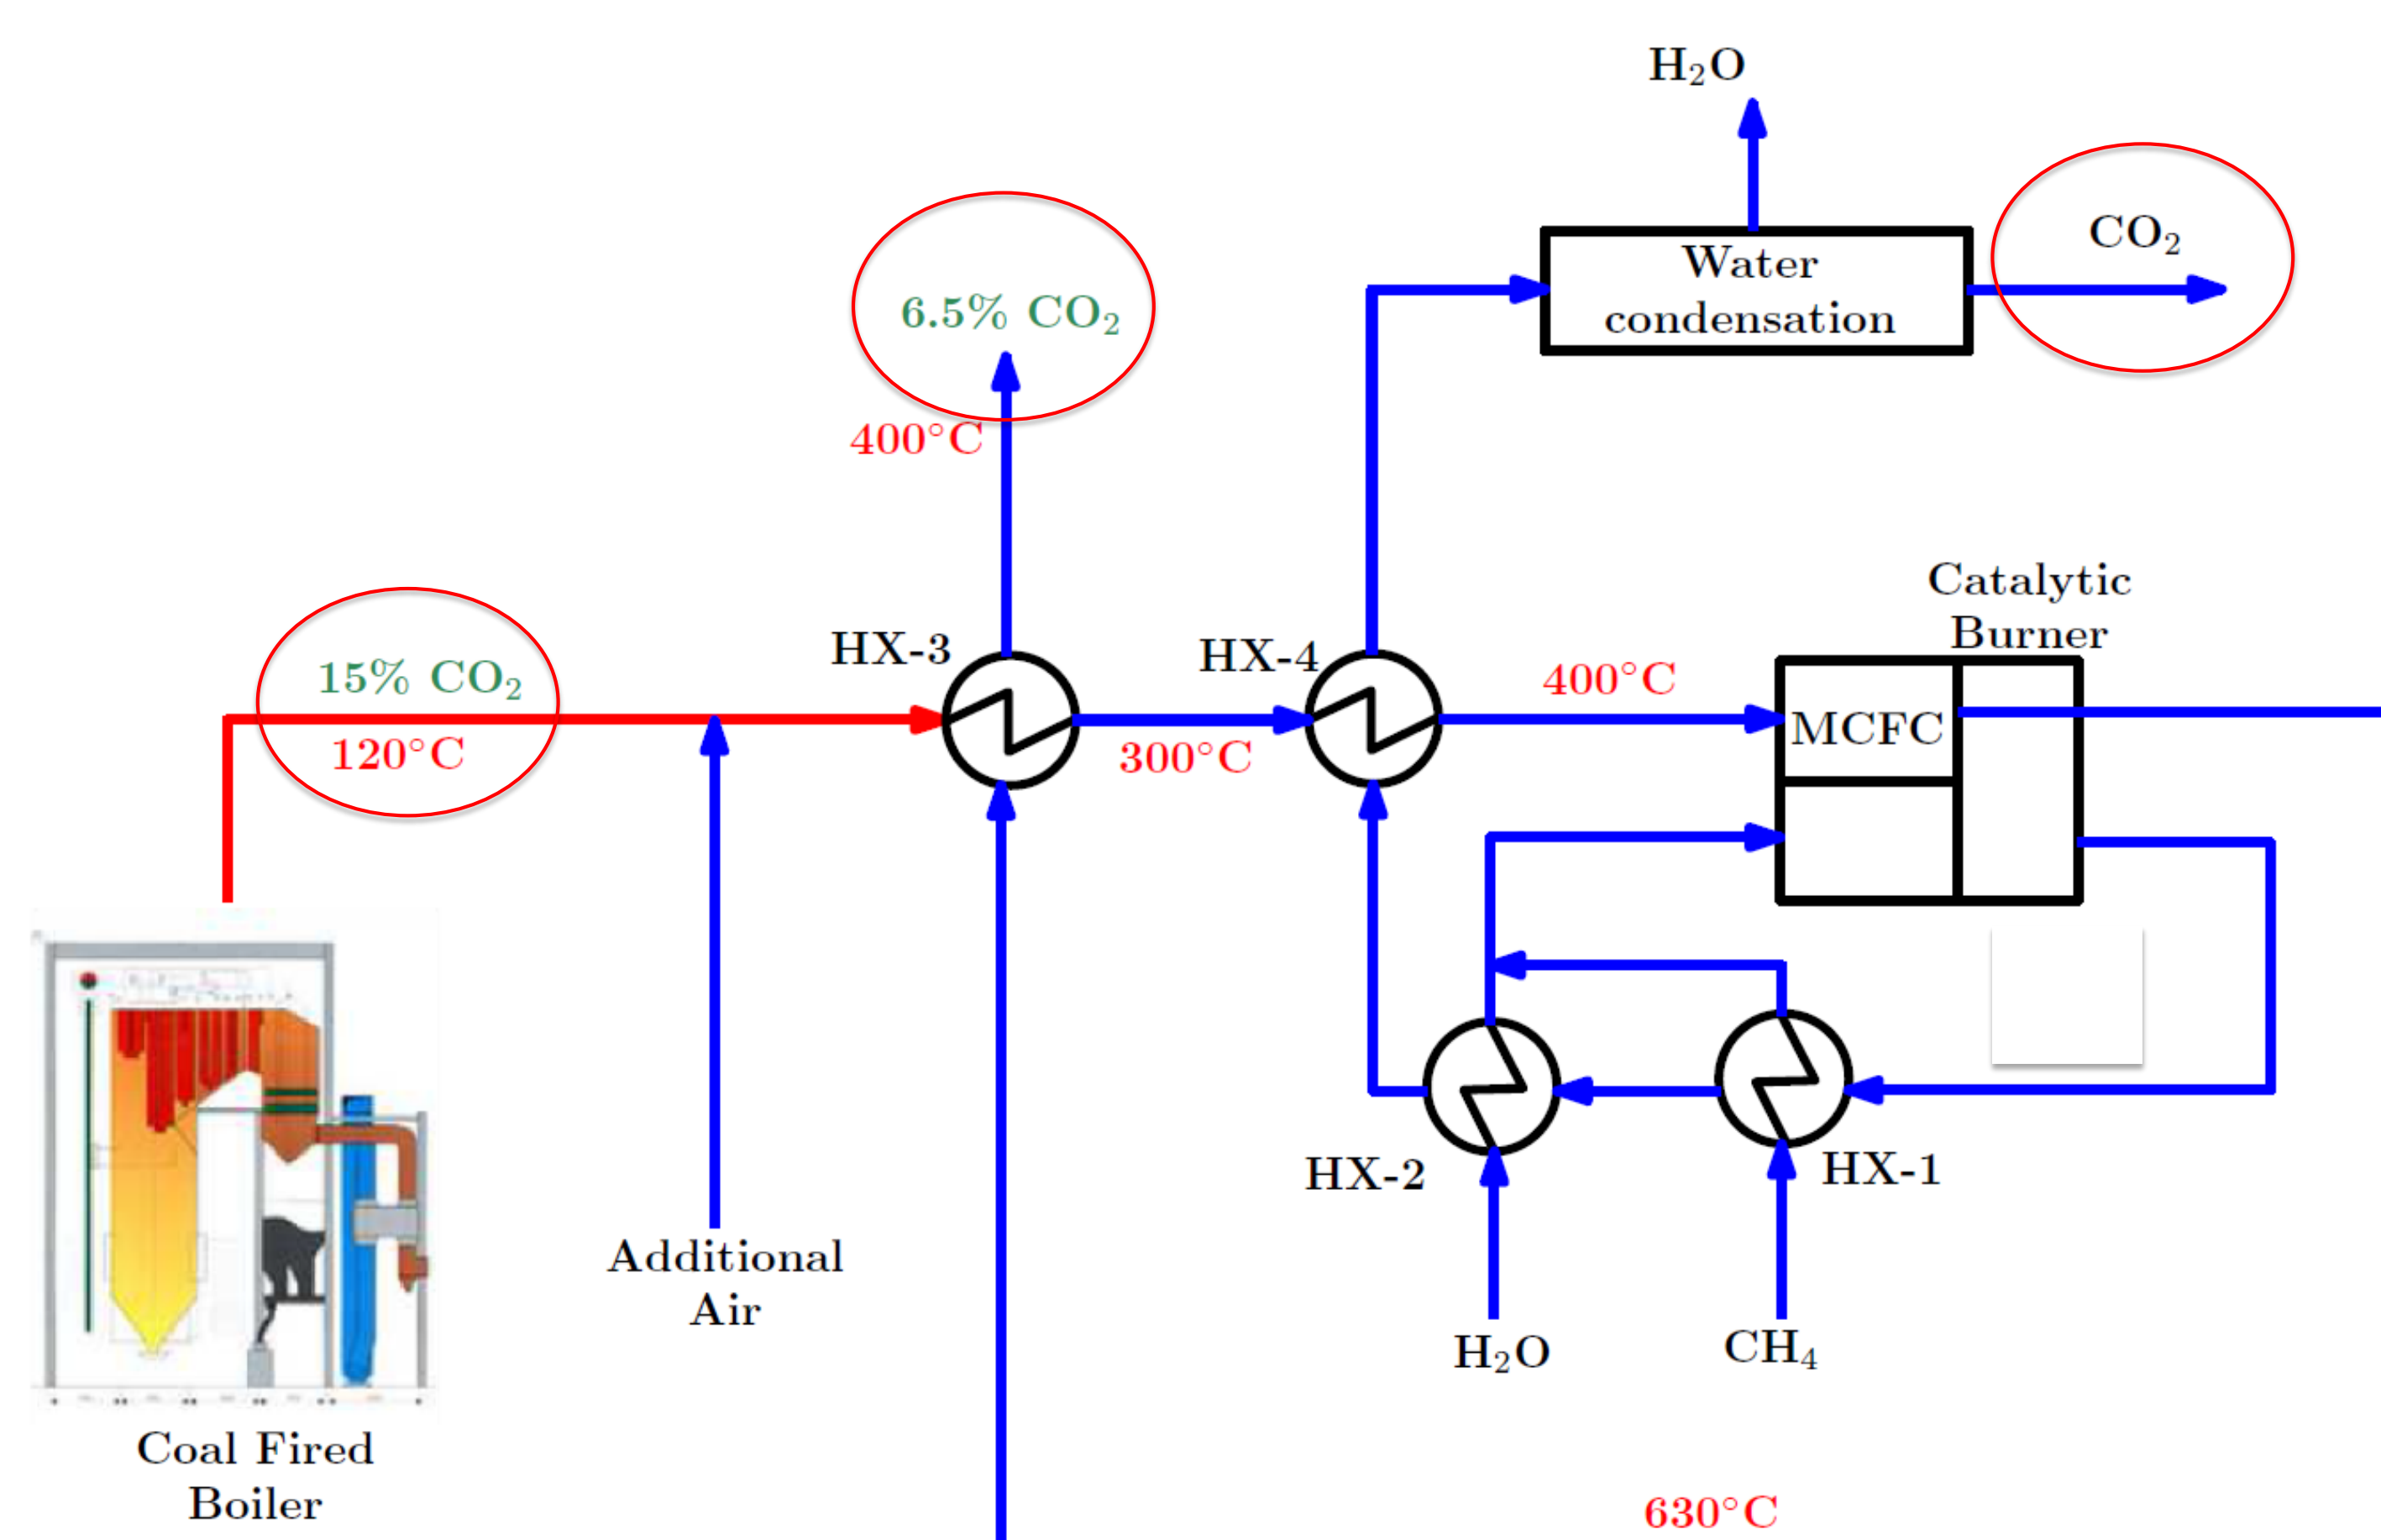 H₂O
CO₂
Water
condensation
6.5% CO₂
400°C
Catalytic
Burner
HX-3
HX-4
15% CO₂
400°C
MCFC
120°C
300°C
HX-2
HX-1
Additional
Air
H₂O
CH₄
Coal Fired
Boiler
630°C